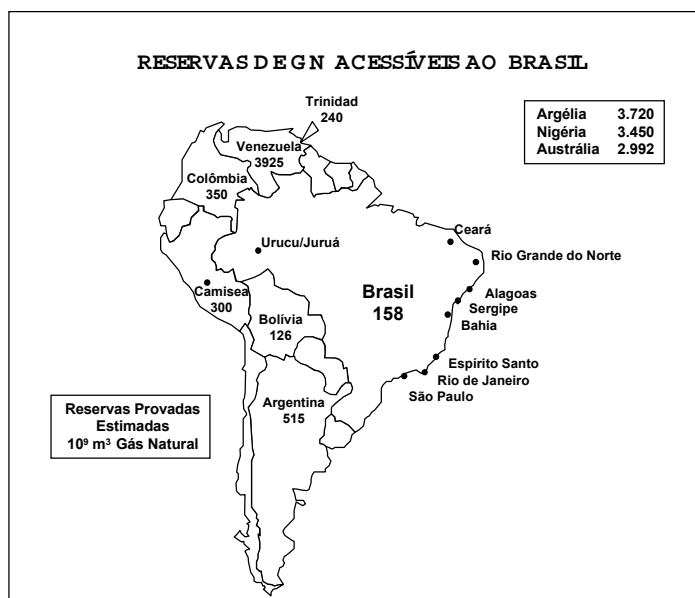 RESERVAS DE GN ACESSÍVEIS AO BRASIL
Trinidad
240
Argélia 3.720
Nigéria 3.450
Austrália 2.992
Venezuela
3925
Colômbia
350
Ceará
Urucu/Juruá
Rio Grande do Norte
Camisea
300
Brasil
158
Alagoas
Sergipe
Bahia
Bolívia
126
Espírito Santo
Rio de Janeiro
São Paulo
Argentina
515
Reservas Provadas
Estimadas
10⁹ m³ Gás Natural